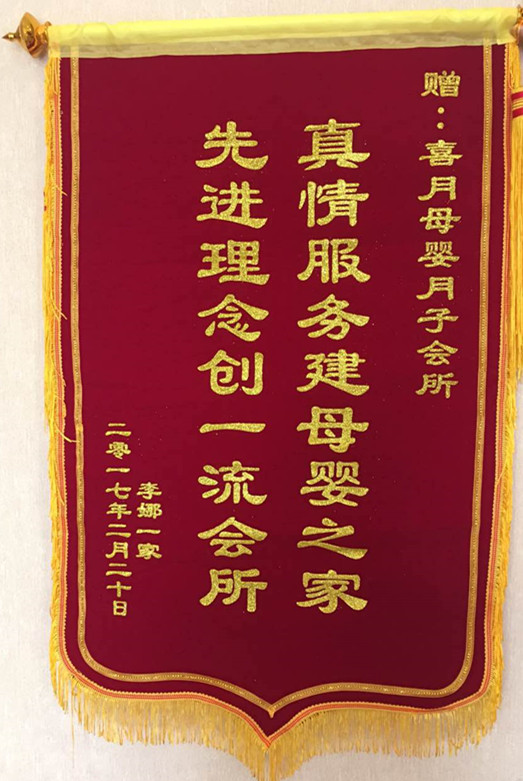 赠：喜月母婴月子会所
真情服务建母婴之家
先进理念创一流会所
李娜一家
二零一七年二月二十日